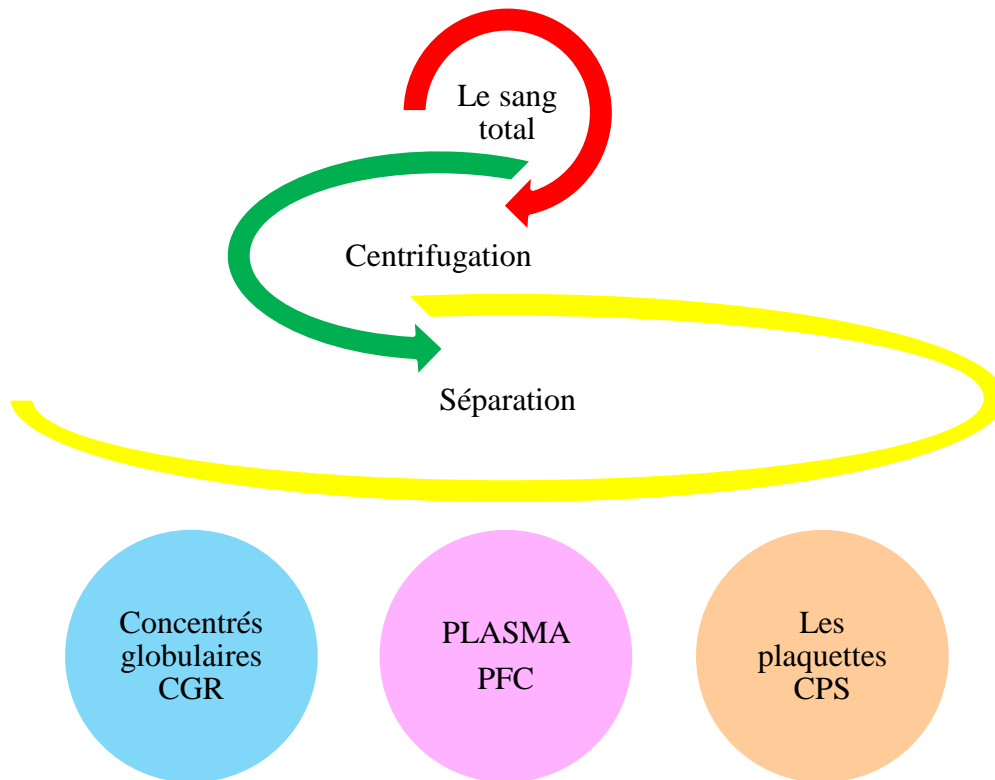 Le sang
total
Centrifugation
Séparation
Concentrés
globulaires
CGR
PLASMA
PFC
Les
plaquettes
CPS